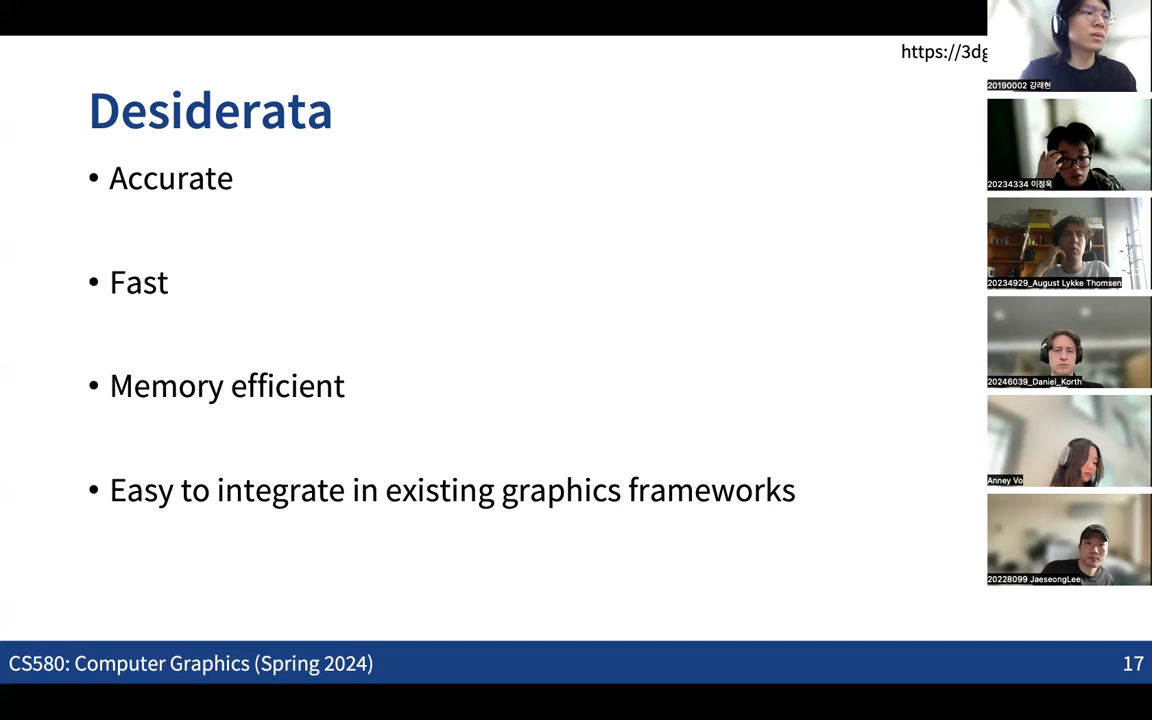 https://3dg
Desiderata
• Accurate
• Fast
• Memory efficient
• Easy to integrate in existing graphics frameworks
CS580: Computer Graphics (Spring 2024)
17
20190002 강래현
20234334 이정욱
20234929_August Lykke Thomsen
20246039_Daniel_Korth
Anney Vo
20228099 JaeseongLee